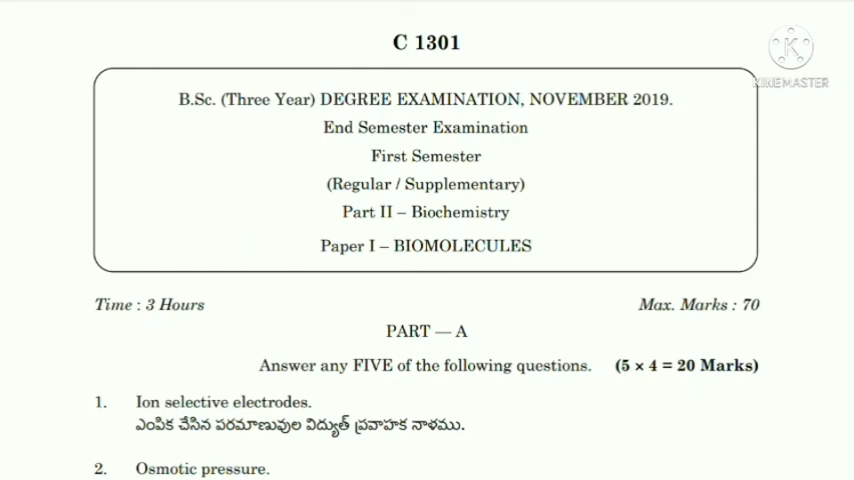 C 1301
KINEMASTER
B.Sc. (Three Year) DEGREE EXAMINATION, NOVEMBER 2019.
End Semester Examination
First Semester
(Regular / Supplementary)
Part II – Biochemistry
Paper I – BIOMOLECULES
Time : 3 Hours Max. Marks : 70
PART — A
Answer any FIVE of the following questions. (5 × 4 = 20 Marks)
1. Ion selective electrodes.
ఎంపిక చేసిన పరమాణువుల విద్యుత్ ప్రవాహక నాళము.
2. Osmotic pressure.